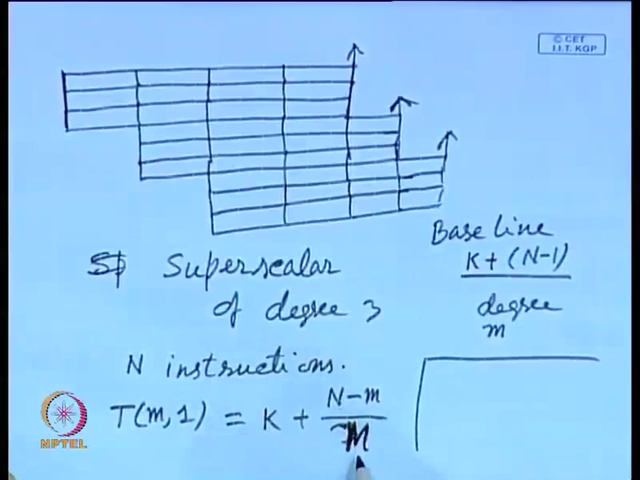 © CET
I.I.T. KGP
Base line
K + (N-1)
Superscalar
of degree 3
degree
m
N instructions.
T(m,1) = K + N-m
m
NPTEL